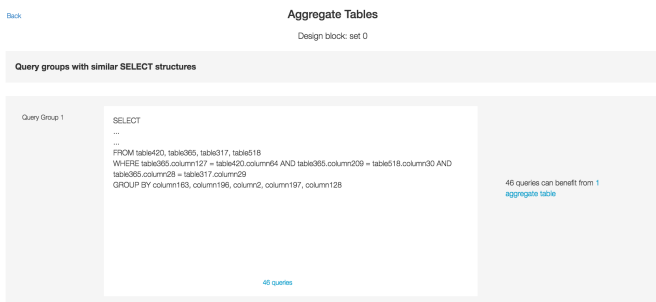 Back
Aggregate Tables
Design block: set 0
Query groups with similar SELECT structures
Query Group 1
SELECT
...
...
FROM table420, table365, table317, table518
WHERE table365.column127 = table420.column64 AND table365.column209 = table518.column30 AND
table365.column28 = table317.column29
GROUP BY column163, column196, column2, column197, column128
46 queries can benefit from 1
aggregate table
46 queries